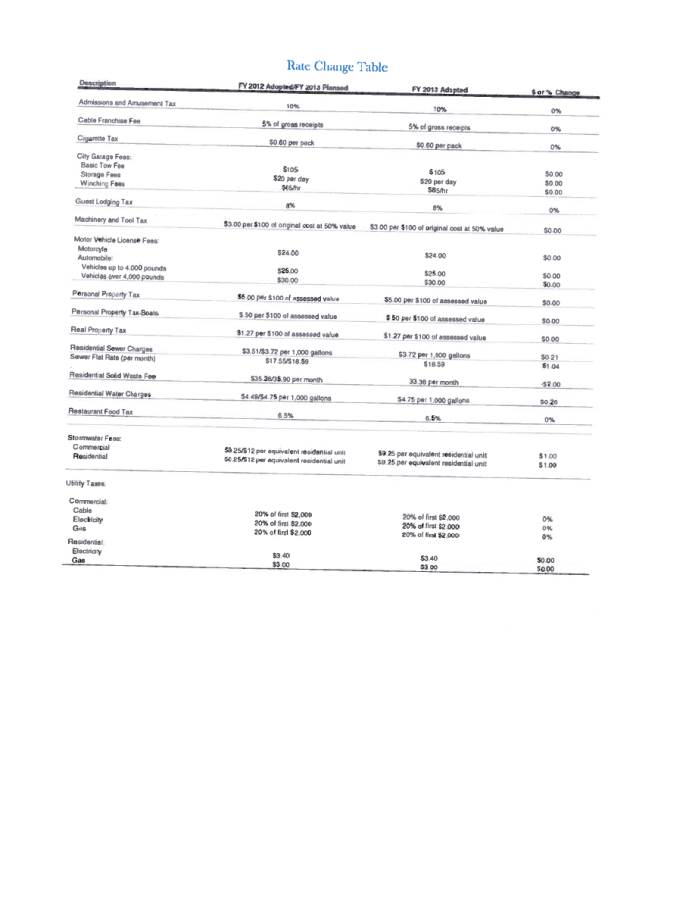 Rate Change Table
Description FY 2012 Adopted/FY 2013 Planned FY 2013 Adopted $ or % Change
Admissions and Amusement Tax 10% 10% 0%
Cable Franchise Fee 5% of gross receipts 5% of gross receipts 0%
Cigarette Tax $0.60 per pack $0.60 per pack 0%
City Garage Fees:
Basic Tow Fee $105 $105 $0.00
Storage Fees $20 per day $20 per day $0.00
Winching Fees $65/hr $65/hr $0.00
Guest Lodging Tax 8% 8% 0%
Machinery and Tool Tax $3.00 per $100 of original cost at 50% value $3.00 per $100 of original cost at 50% value $0.00
Motor Vehicle License Fees:
Motorcyle $24.00 $24.00 $0.00
Automobile:
Vehicles up to 4,000 pounds $25.00 $25.00 $0.00
Vehicles over 4,000 pounds $30.00 $30.00 $0.00
Personal Property Tax $5.00 per $100 of assessed value $5.00 per $100 of assessed value $0.00
Personal Property Tax-Boats $.50 per $100 of assessed value $.50 per $100 of assessed value $0.00
Real Property Tax $1.27 per $100 of assessed value $1.27 per $100 of assessed value $0.00
Residential Sewer Charges $3.51/$3.72 per 1,000 gallons $3.72 per 1,000 gallons $0.21
Sewer Flat Rate (per month) $17.55/$18.59 $18.59 $1.04
Residential Solid Waste Fee per month 33.36 per month -$2.00
Residential Water Charges $4.49/$4.75 per 1,000 gallons $4.75 per 1,000 gallons $0.26
Restaurant Food Tax 6.5% 6.5% 0%
Stormwater Fees:
Commercial per equivalent residential unit $9.25 per equivalent residential unit $1.00
Residential per equivalent residential unit $9.25 per equivalent residential unit $1.00
Utility Taxes:
Commercial:
Cable 20% of first $2,000 20% of first $2,000 0%
Electricity 20% of first $2,000 20% of first $2,000 0%
Gas 20% of first $2,000 20% of first $2,000 0%
Residential:
Electricity $3.40 $3.40 $0.00
Gas $3.00 $3.00 $0.00